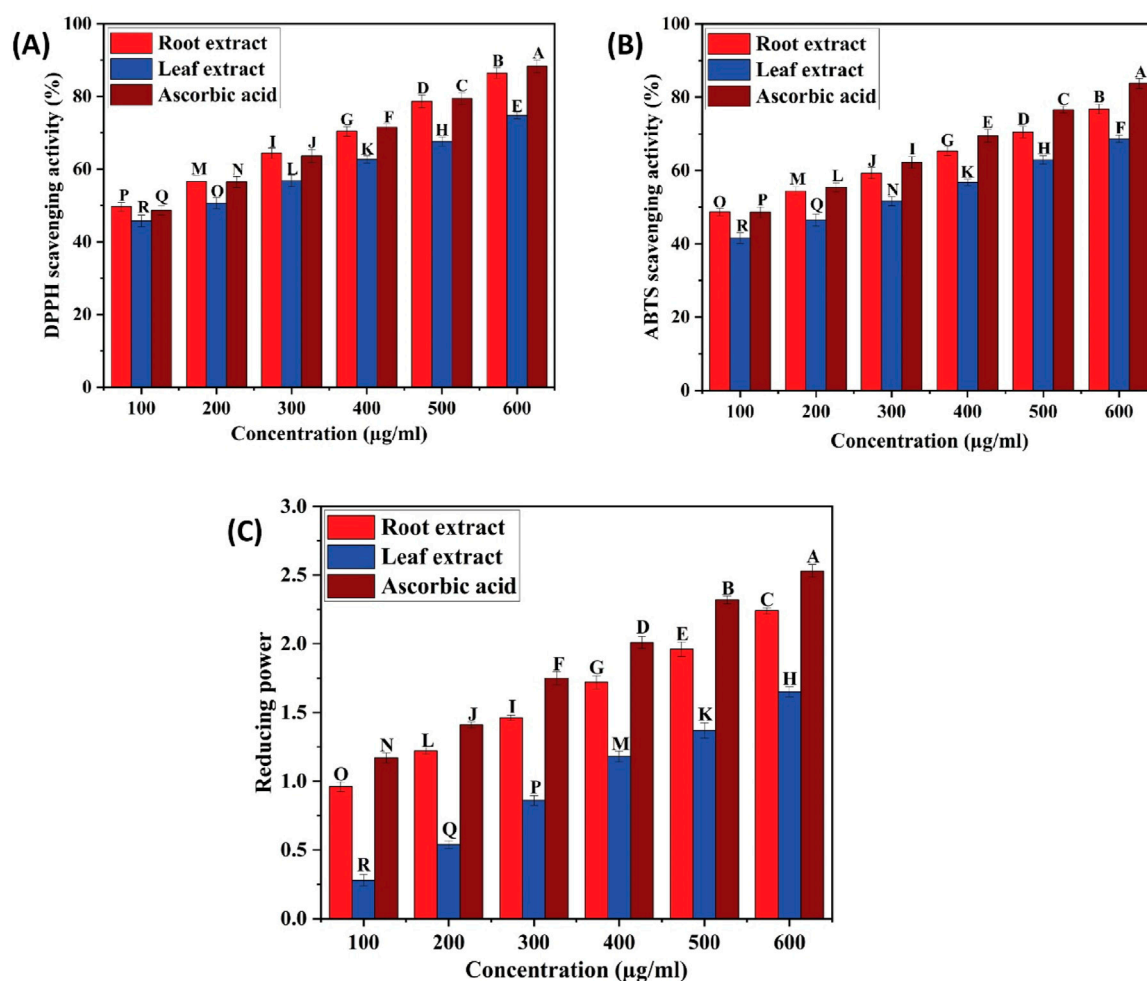 (A)
Root extract
Leaf extract
Ascorbic acid
DPPH scavenging activity (%)
100
80
60
40
20
0
P R Q
M O N
I L J
G K F
D H C
B E A
100 200 300 400 500 600
Concentration (µg/ml)
(B)
Root extract
Leaf extract
Ascorbic acid
ABTS scavenging activity (%)
100
80
60
40
20
0
O R P
M Q L
J N I
G K E
D H C
B F A
100 200 300 400 500 600
Concentration (µg/ml)
(C)
Root extract
Leaf extract
Ascorbic acid
Reducing power
3.0
2.5
2.0
1.5
1.0
0.5
0.0
O R N
L Q J
I P F
G M D
E K B
C H A
100 200 300 400 500 600
Concentration (µg/ml)